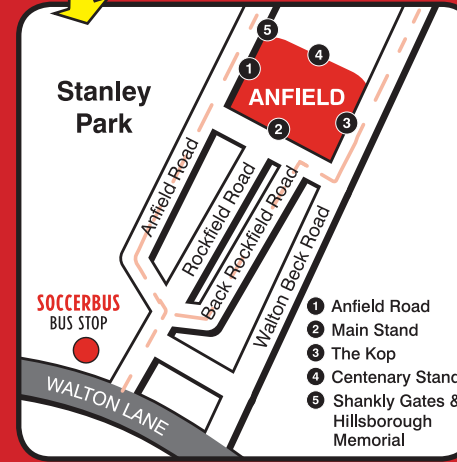 5
4
1
ANFIELD
3
2
Stanley
Park
Anfield Road
Rockfield Road
Back Rockfield Road
Walton Beck Road
SOCCERBUS
BUS STOP
WALTON LANE
1 Anfield Road
2 Main Stand
3 The Kop
4 Centenary Stand
5 Shankly Gates &
Hillsborough
Memorial